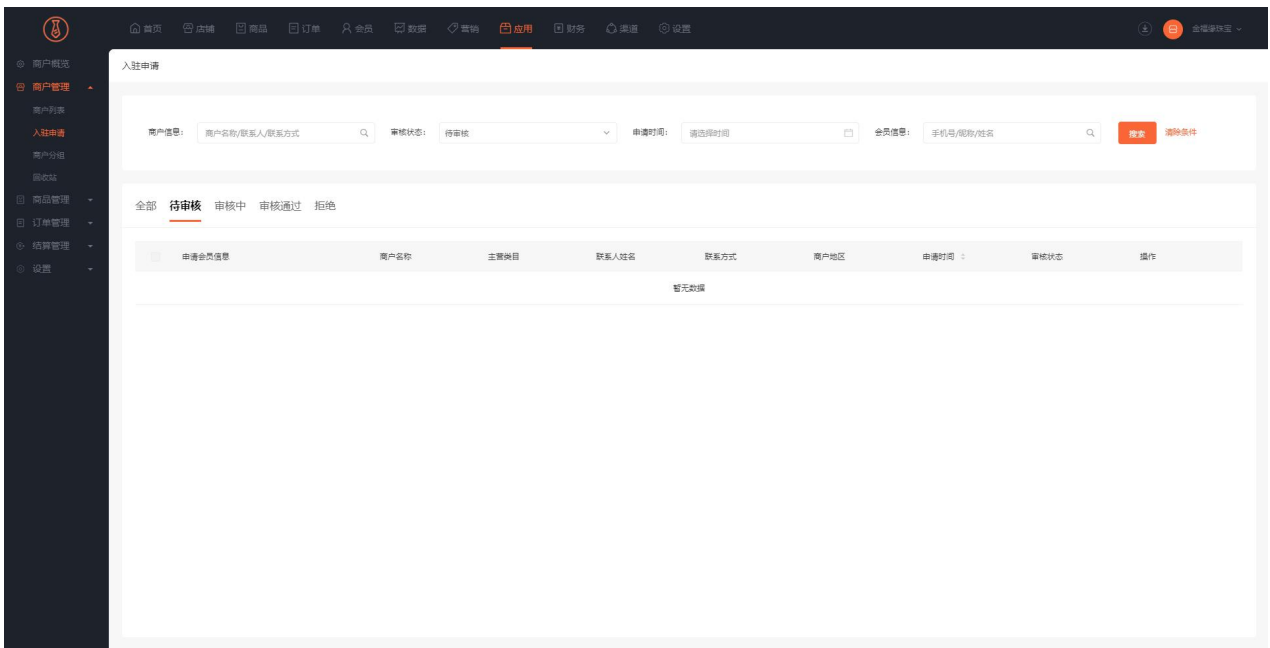 首页 店铺 商品 订单 会员 数据 营销 应用 财务 渠道 设置 金福缘珠宝
商户概览
商户管理
商户列表
入驻申请
商户分组
回收站
商品管理
订单管理
结算管理
设置
入驻申请
商户信息: 商户名称/联系人/联系方式 审核状态: 待审核 申请时间: 请选择时间 会员信息: 手机号/昵称/姓名 搜索 清除条件
全部 待审核 审核中 审核通过 拒绝
申请会员信息 商户名称 主营类目 联系人姓名 联系方式 商户地区 申请时间 审核状态 操作
暂无数据